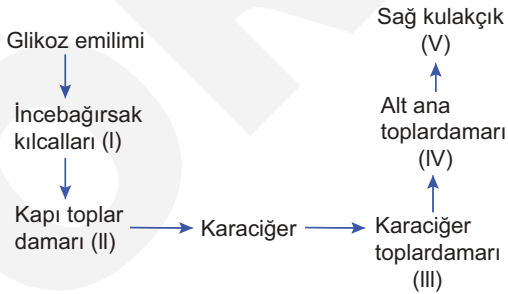 Glikoz emilimi
İncebağırsak
kılcalları (I)
Kapı toplar
damarı (II)
Karaciğer
Karaciğer
toplardamarı
(III)
Alt ana
toplardamarı
(IV)
Sağ kulakçık
(V)